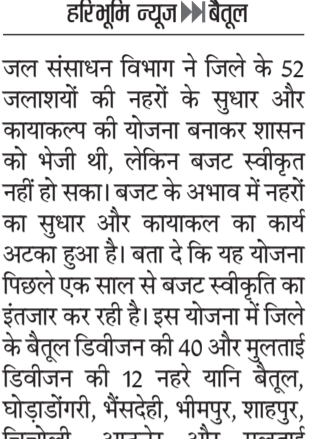 हरिभूमि न्यूज ▶▶ बैतूल
जल संसाधन विभाग ने जिले के 52
जलाशयों की नहरों के सुधार और
कायाकल्प की योजना बनाकर शासन
को भेजी थी, लेकिन बजट स्वीकृत
नहीं हो सका। बजट के अभाव में नहरों
का सुधार और कायाकल का कार्य
अटका हुआ है। बता दे कि यह योजना
पिछले एक साल से बजट स्वीकृति का
इंतजार कर रही है। इस योजना में जिले
के बैतूल डिवीजन की 40 और मुलताई
डिवीजन की 12 नहरे यानि बैतूल,
घोड़ाडोंगरी, भैंसदेही, भीमपुर, शाहपुर,